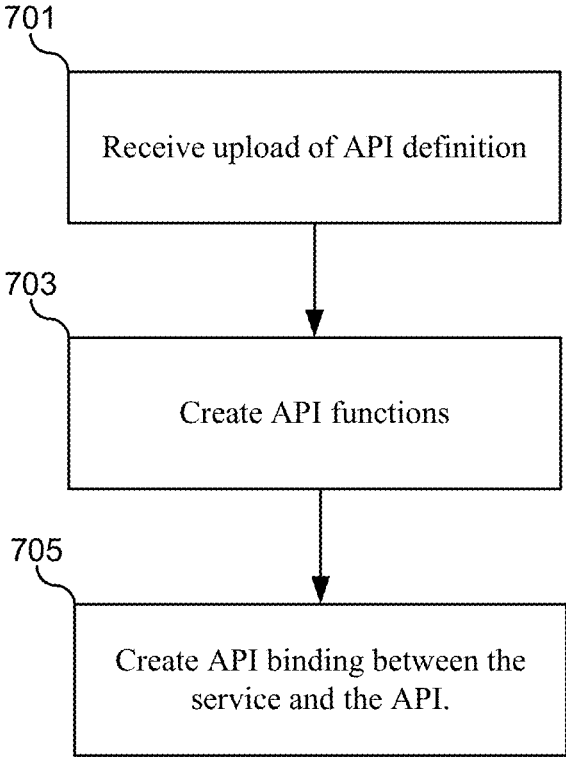 701
Receive upload of API definition
703
Create API functions
705
Create API binding between the
service and the API.